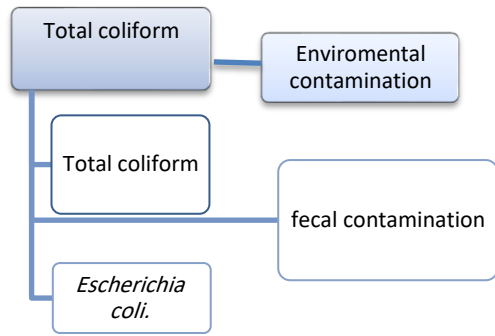 Total coliform
Enviromental
contamination
Total coliform
fecal contamination
Escherichia
coli.